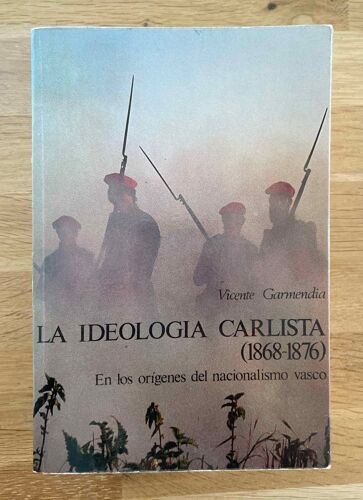 Vicente Garmendia
LA IDEOLOGIA CARLISTA
(1868-1876)
En los orígenes del nacionalismo vasco